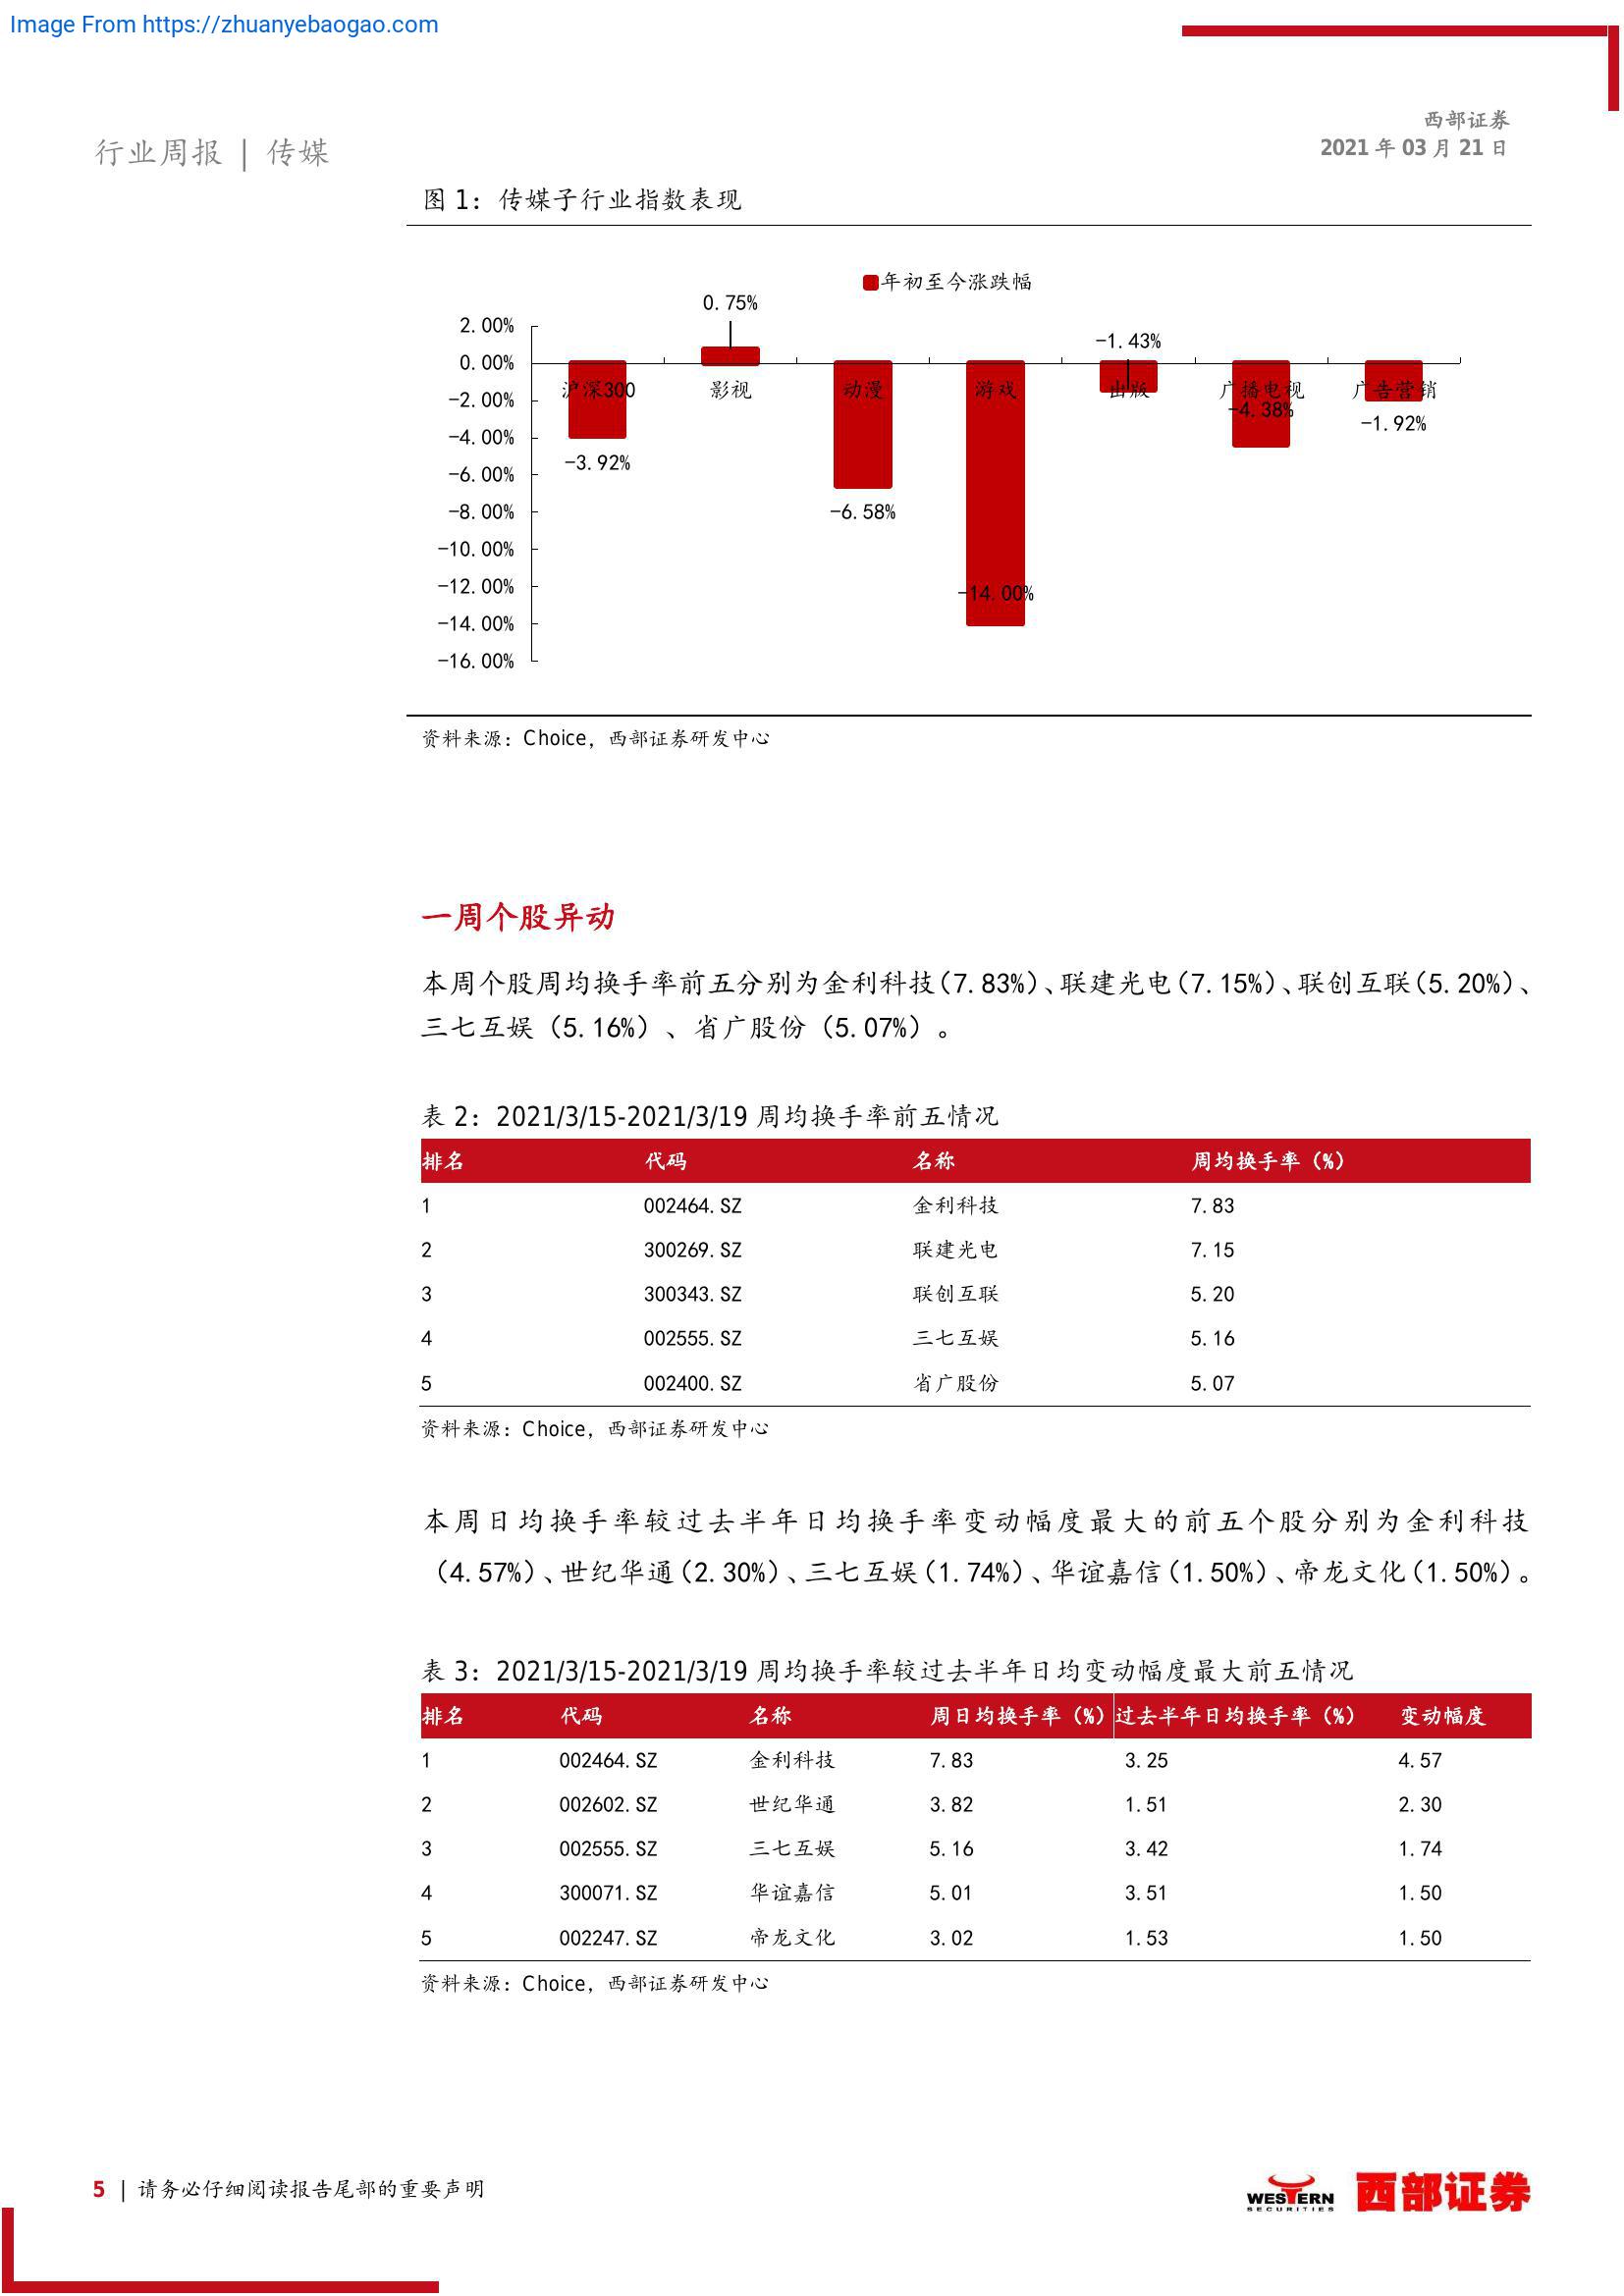 Image From https://zhuanyebaogao.com
西部证券
2021 年 03 月 21 日
行业周报 | 传媒
图 1：传媒子行业指数表现
年初至今涨跌幅
2.00%
0.00%
-2.00%
-4.00%
-6.00%
-8.00%
-10.00%
-12.00%
-14.00%
-16.00%
沪深300 影视 动漫 游戏 出版 广播电视 广告营销
-3.92%
0.75%
-6.58%
-14.00%
-1.43%
-4.38%
-1.92%
资料来源：Choice，西部证券研发中心
一周个股异动
本周个股周均换手率前五分别为金利科技（7.83%）、联建光电（7.15%）、联创互联（5.20%）、
三七互娱（5.16%）、省广股份（5.07%）。
表 2：2021/3/15-2021/3/19 周均换手率前五情况
排名 代码 名称 周均换手率（%）
1 002464.SZ 金利科技 7.83
2 300269.SZ 联建光电 7.15
3 300343.SZ 联创互联 5.20
4 002555.SZ 三七互娱 5.16
5 002400.SZ 省广股份 5.07
资料来源：Choice，西部证券研发中心
本周日均换手率较过去半年日均换手率变动幅度最大的前五个股分别为金利科技
（4.57%）、世纪华通（2.30%）、三七互娱（1.74%）、华谊嘉信（1.50%）、帝龙文化（1.50%）。
表 3：2021/3/15-2021/3/19 周均换手率较过去半年日均变动幅度最大前五情况
排名 代码 名称 周日均换手率（%） 过去半年日均换手率（%） 变动幅度
1 002464.SZ 金利科技 7.83 3.25 4.57
2 002602.SZ 世纪华通 3.82 1.51 2.30
3 002555.SZ 三七互娱 5.16 3.42 1.74
4 300071.SZ 华谊嘉信 5.01 3.51 1.50
5 002247.SZ 帝龙文化 3.02 1.53 1.50
资料来源：Choice，西部证券研发中心
5 | 请务必仔细阅读报告尾部的重要声明
WESTERN
SECURITIES
西部证券